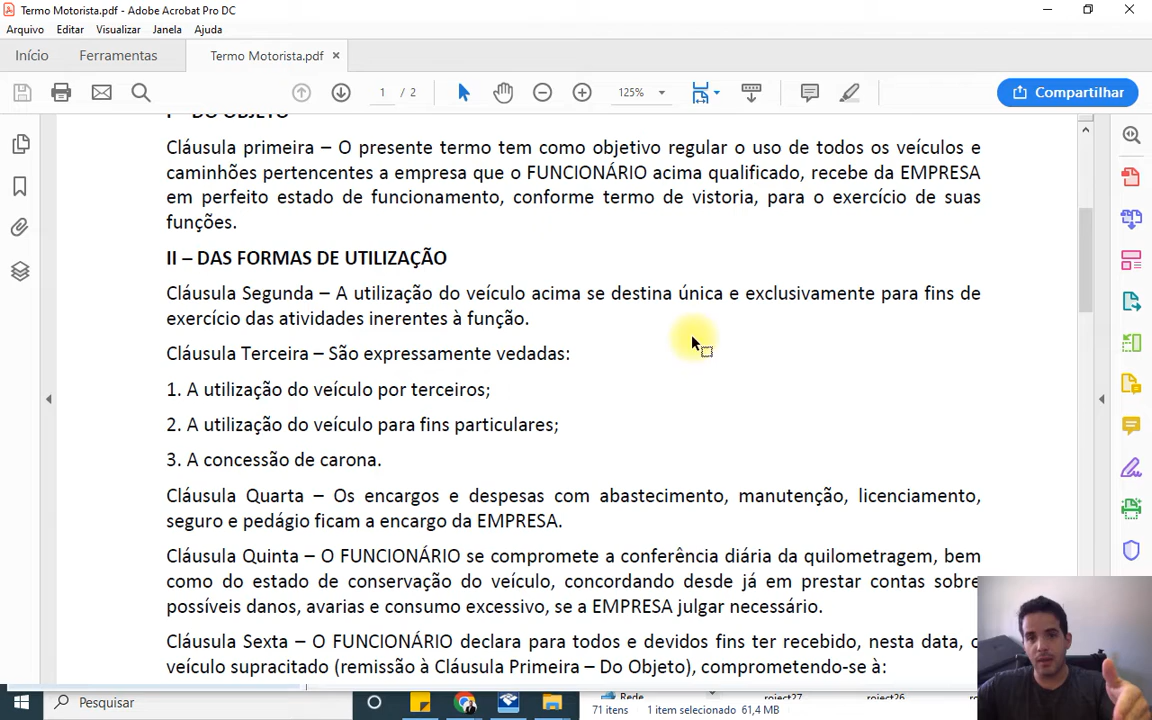 Termo Motorista.pdf - Adobe Acrobat Pro DC
Arquivo Editar Visualizar Janela Ajuda
Início Ferramentas Termo Motorista.pdf ×
1 / 2 125% Compartilhar
I – DO OBJETO
Cláusula primeira – O presente termo tem como objetivo regular o uso de todos os veículos e
caminhões pertencentes a empresa que o FUNCIONÁRIO acima qualificado, recebe da EMPRESA
em perfeito estado de funcionamento, conforme termo de vistoria, para o exercício de suas
funções.
II – DAS FORMAS DE UTILIZAÇÃO
Cláusula Segunda – A utilização do veículo acima se destina única e exclusivamente para fins de
exercício das atividades inerentes à função.
Cláusula Terceira – São expressamente vedadas:
1. A utilização do veículo por terceiros;
2. A utilização do veículo para fins particulares;
3. A concessão de carona.
Cláusula Quarta – Os encargos e despesas com abastecimento, manutenção, licenciamento,
seguro e pedágio ficam a encargo da EMPRESA.
Cláusula Quinta – O FUNCIONÁRIO se compromete a conferência diária da quilometragem, bem
como do estado de conservação do veículo, concordando desde já em prestar contas sobre
possíveis danos, avarias e consumo excessivo, se a EMPRESA julgar necessário.
Cláusula Sexta – O FUNCIONÁRIO declara para todos e devidos fins ter recebido, nesta data, o
veículo supracitado (remissão à Cláusula Primeira – Do Objeto), comprometendo-se à:
Pesquisar
Rede
roject27 roject26
71 itens 1 item selecionado 61,4 MB